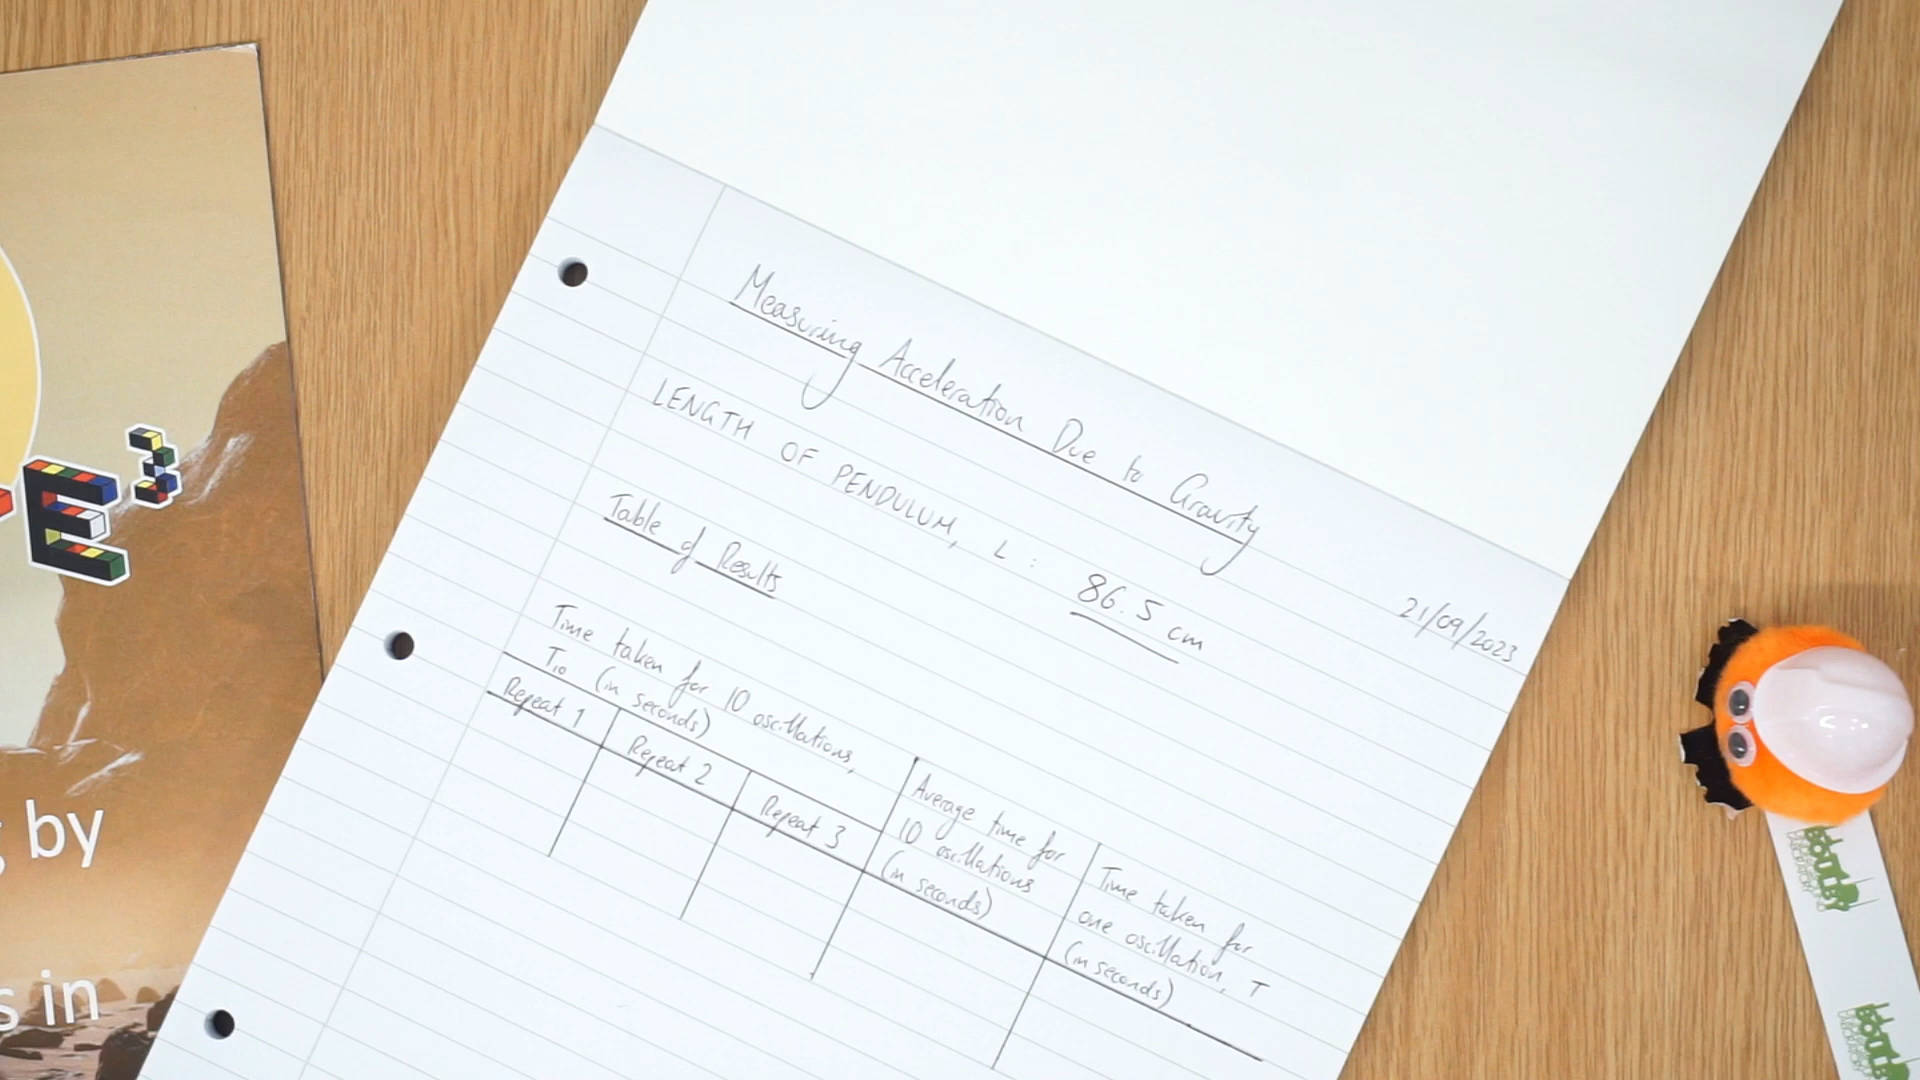 Measuring Acceleration Due to Gravity
21/09/2023
LENGTH OF PENDULUM, L : 86.5 cm
Table of Results
Time taken for 10 oscillations,
T10 (in seconds)
Repeat 1
Repeat 2
Repeat 3
Average time for
10 oscillations
(in seconds)
Time taken for
one oscillation, T
(in seconds)
E3
by
s in